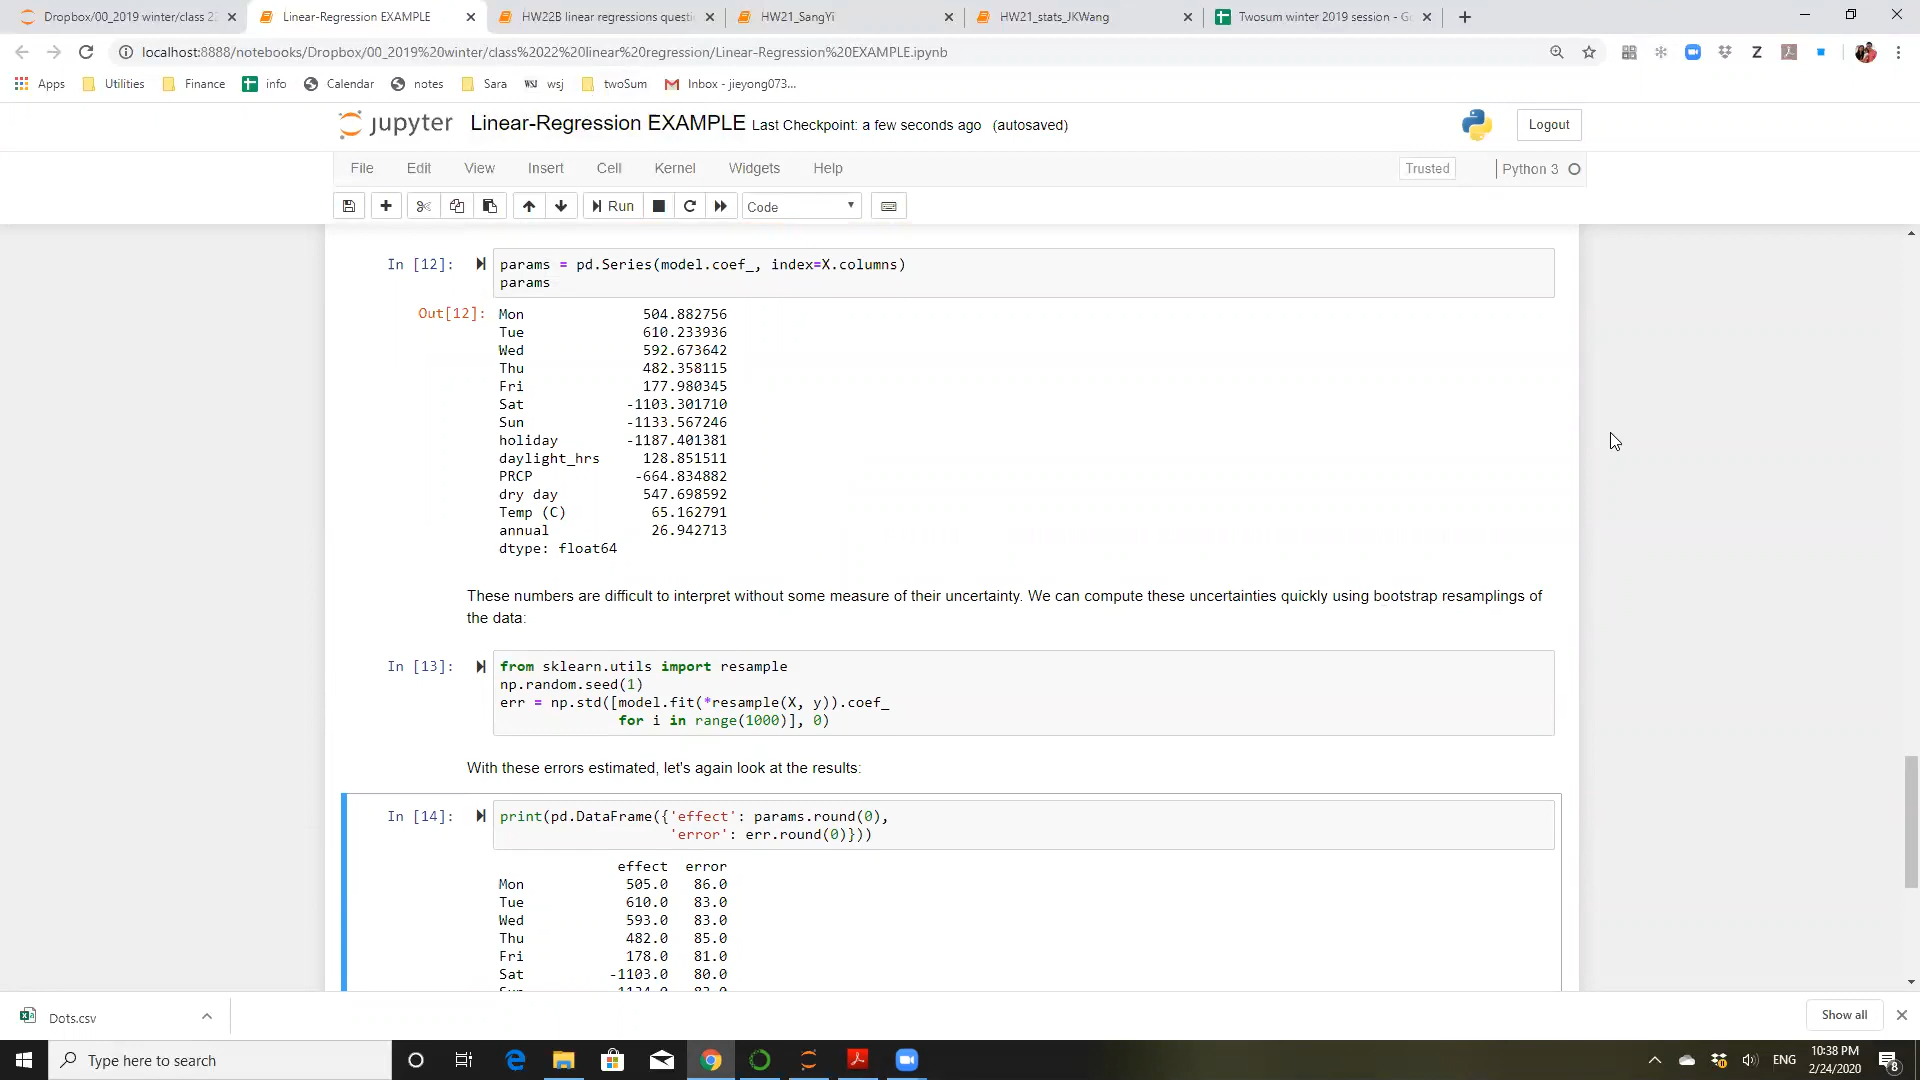 Dropbox/00_2019 winter/class 22
Linear-Regression EXAMPLE
HW22B linear regressions questi
HW21_SangYi
HW21_stats_JKWang
Twosum winter 2019 session - G
localhost:8888/notebooks/Dropbox/00_2019%20winter/class%2022%20linear%20regression/Linear-Regression%20EXAMPLE.ipynb
Apps
Utilities
Finance
info
Calendar
notes
Sara
WSJ wsj
twoSum
Inbox - jieyong073...
jupyter
Linear-Regression EXAMPLE Last Checkpoint: a few seconds ago (autosaved)
Logout
File Edit View Insert Cell Kernel Widgets Help
Trusted
Python 3
Run
Code
In [12]:
params = pd.Series(model.coef_, index=X.columns)
params
Out[12]:
Mon 504.882756
Tue 610.233936
Wed 592.673642
Thu 482.358115
Fri 177.980345
Sat -1103.301710
Sun -1133.567246
holiday -1187.401381
daylight_hrs 128.851511
PRCP -664.834882
dry day 547.698592
Temp (C) 65.162791
annual 26.942713
dtype: float64
These numbers are difficult to interpret without some measure of their uncertainty. We can compute these uncertainties quickly using bootstrap resamplings of
the data:
In [13]:
from sklearn.utils import resample
np.random.seed(1)
err = np.std([model.fit(*resample(X, y)).coef_
for i in range(1000)], 0)
With these errors estimated, let's again look at the results:
In [14]:
print(pd.DataFrame({'effect': params.round(0),
'error': err.round(0)}))
effect error
Mon 505.0 86.0
Tue 610.0 83.0
Wed 593.0 83.0
Thu 482.0 85.0
Fri 178.0 81.0
Sat -1103.0 80.0
Sun -1134.0 83.0
Dots.csv
Show all
Type here to search
ENG
10:38 PM
2/24/2020
8